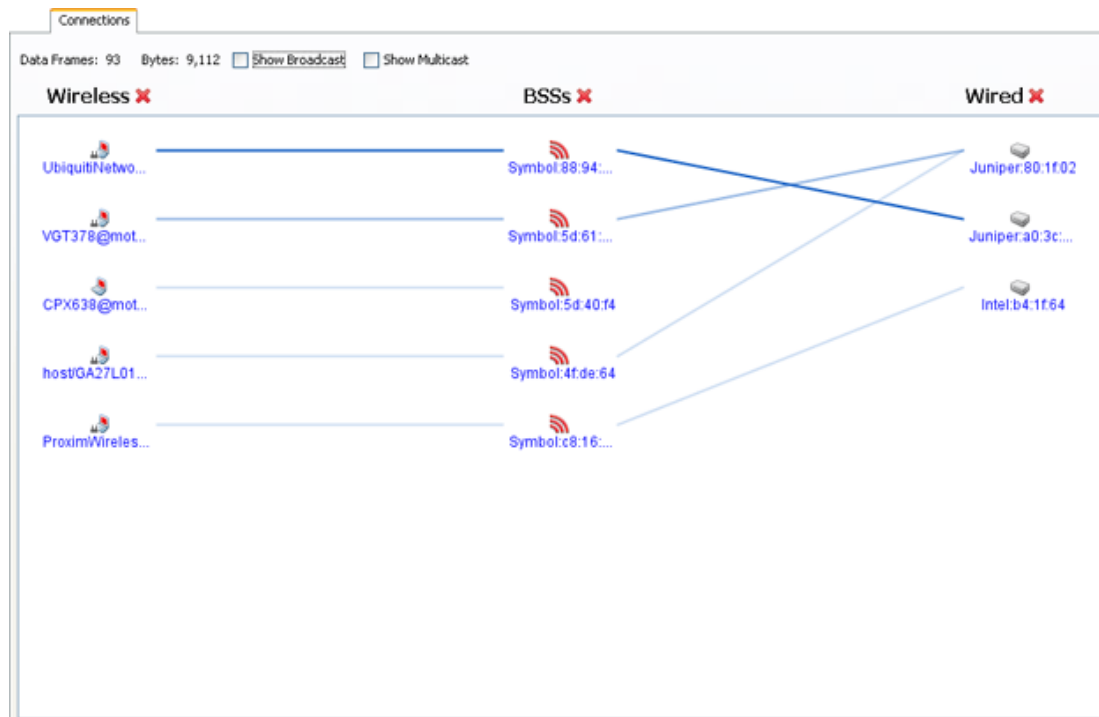 Connections
Data Frames: 93 Bytes: 9,112 Show Broadcast Show Multicast
Wireless BSSs Wired
UbiquitiNetwo... Symbol:88:94:... Juniper:80:1f:02
VGT378@mot... Symbol:5d:61:... Juniper:a0:3c:...
CPX638@mot... Symbol:5d:40:f4 Intel:b4:1f:64
host/GA27L01... Symbol:4f:de:64
ProximWireles... Symbol:c8:16:...